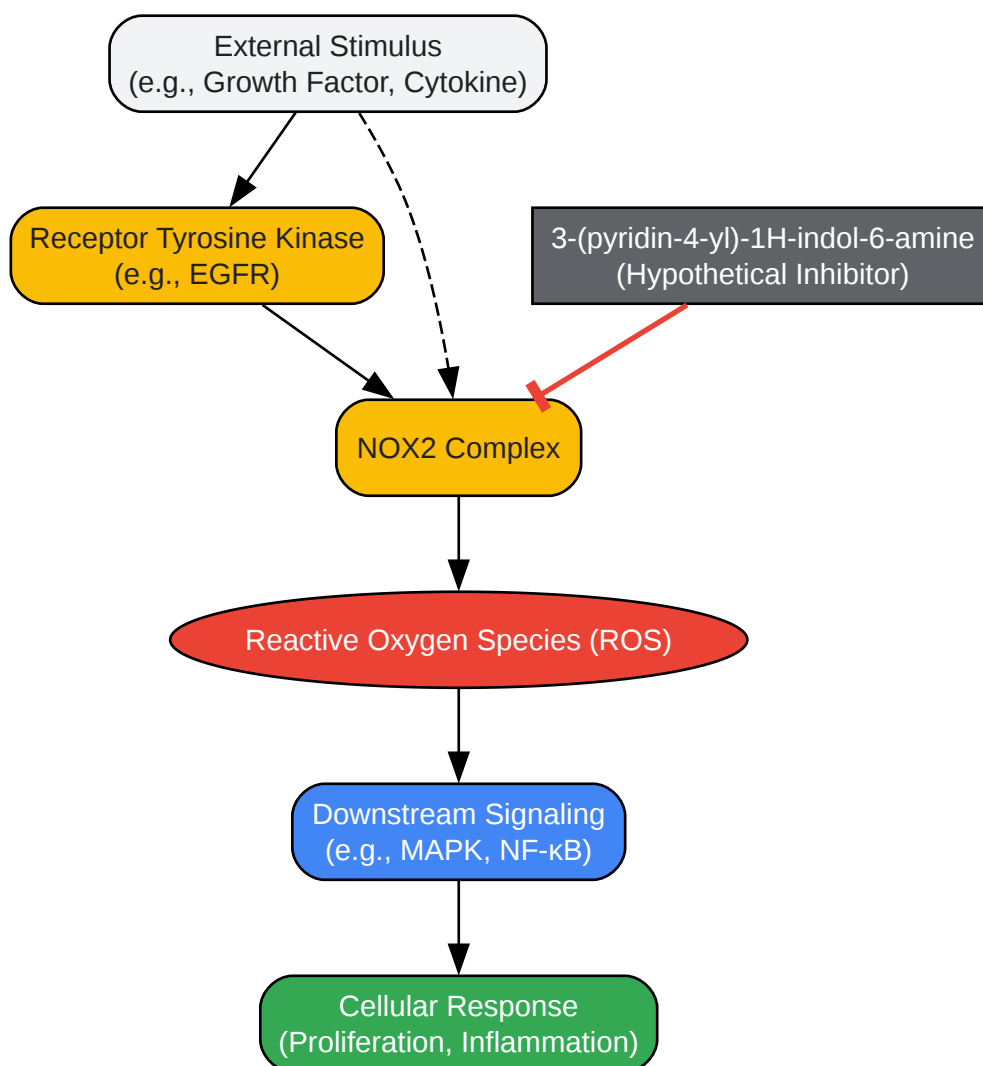 External Stimulus
(e.g., Growth Factor, Cytokine)
Receptor Tyrosine Kinase
(e.g., EGFR)
3-(pyridin-4-yl)-1H-indol-6-amine
(Hypothetical Inhibitor)
NOX2 Complex
Reactive Oxygen Species (ROS)
Downstream Signaling
(e.g., MAPK, NF-κB)
Cellular Response
(Proliferation, Inflammation)